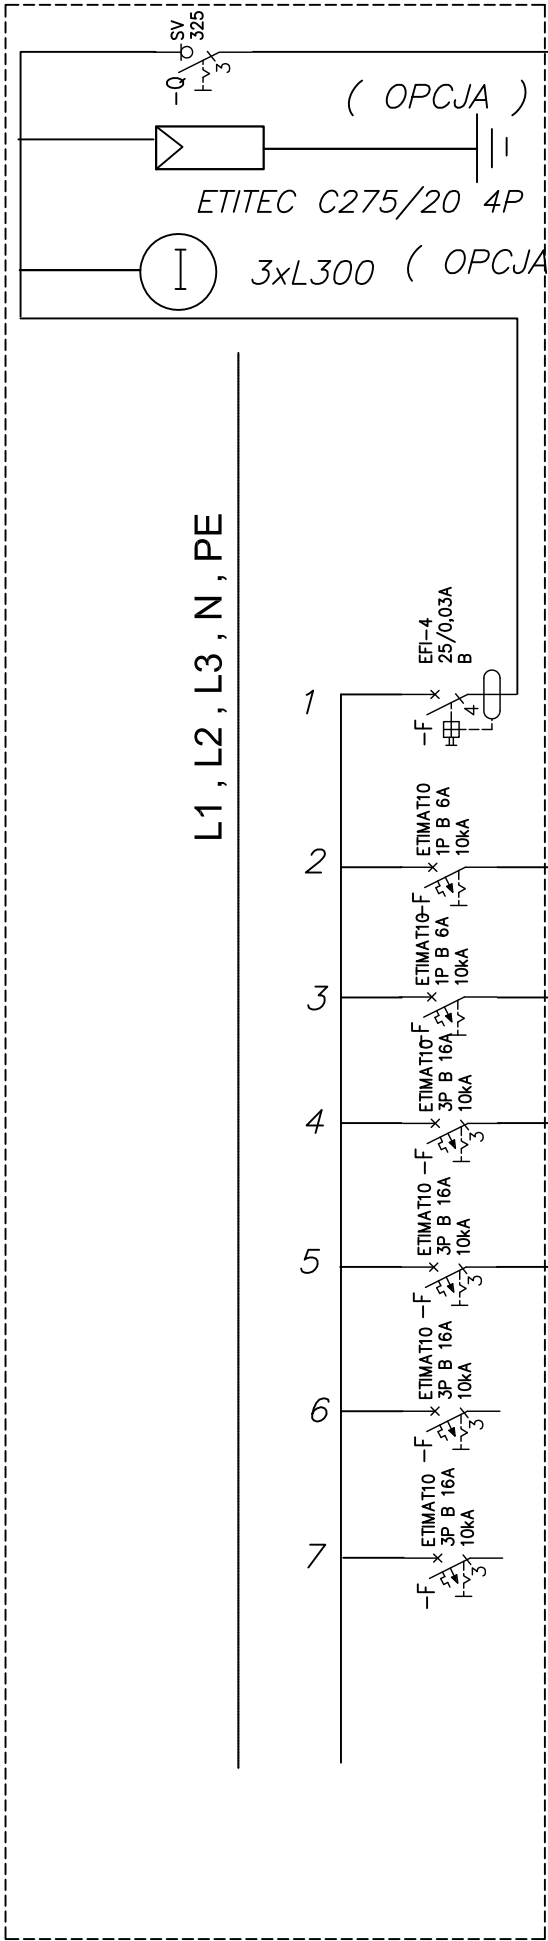 SV
325
-Q
3
( OPCJA )
ETITEC C275/20 4P
I
3xL300 ( OPCJA
L1 , L2 , L3 , N , PE
1
EFI-4
25/0,03A
B
-F
4
2
ETIMAT10
1P B 6A
10kA
-F
3
ETIMAT10
1P B 6A
10kA
-F
4
ETIMAT10
3P B 16A
10kA
-F
3
5
ETIMAT10
3P B 16A
10kA
-F
3
6
ETIMAT10
3P B 16A
10kA
-F
3
7
ETIMAT10
3P B 16A
10kA
-F
3